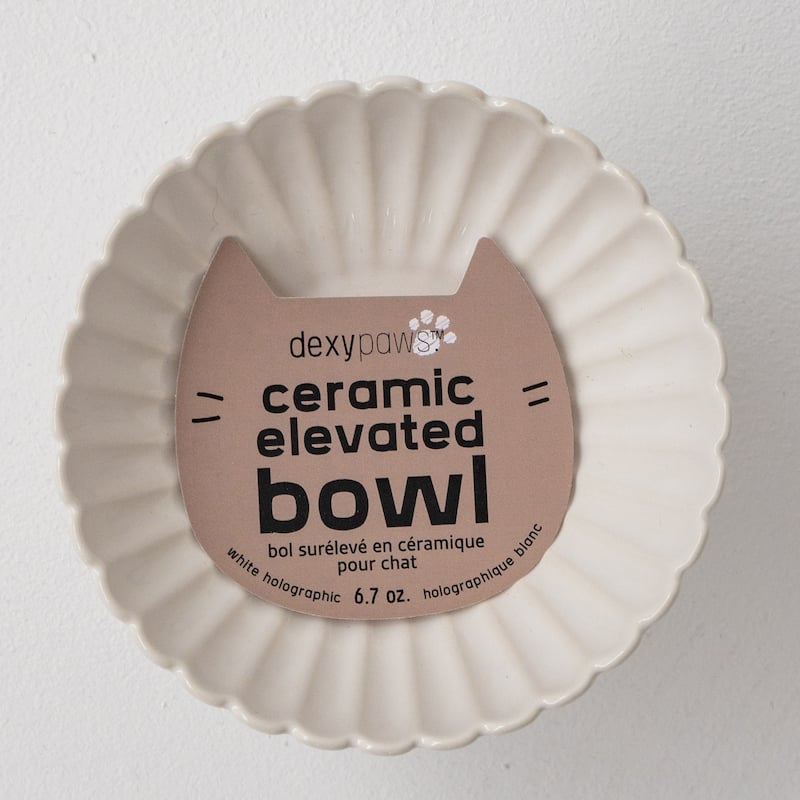 dexypaws™
ceramic
elevated
bowl
bol surélevé en céramique
pour chat
white holographic 6.7 oz. holographique blanc